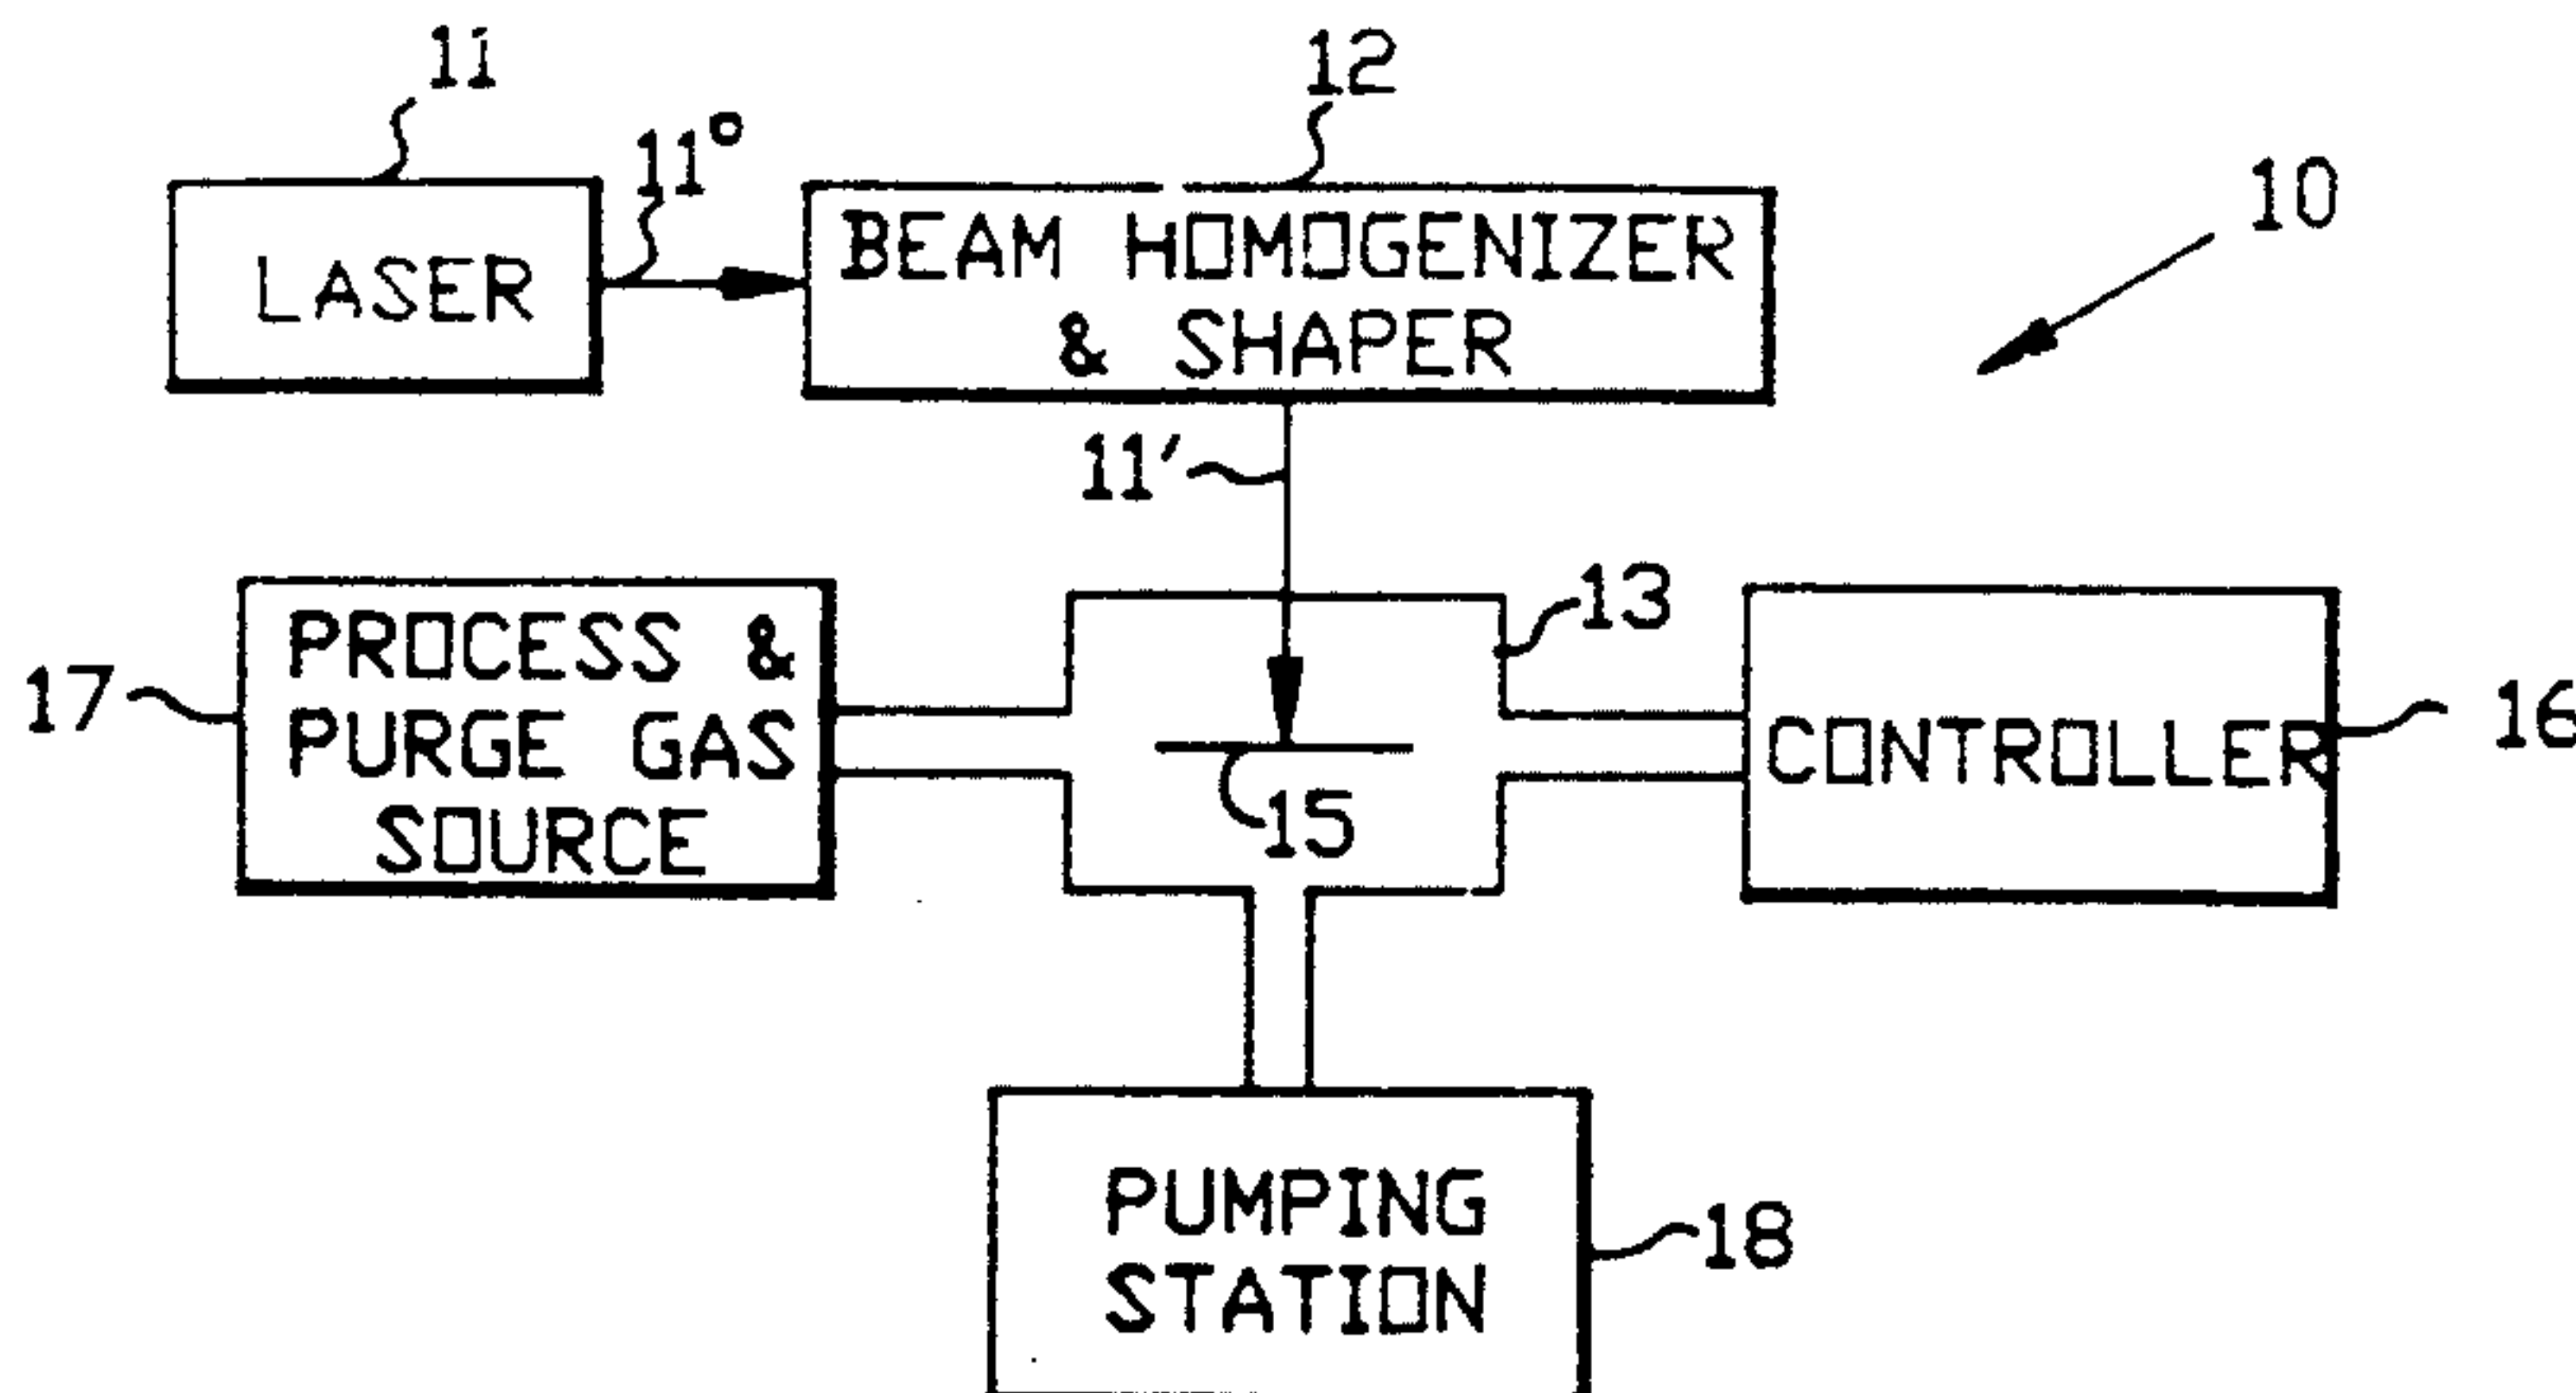 11
12
11°
10
LASER
BEAM HOMOGENIZER
& SHAPER
11'
13
17
PROCESS &
PURGE GAS
SOURCE
15
CONTROLLER
16
PUMPING
STATION
18